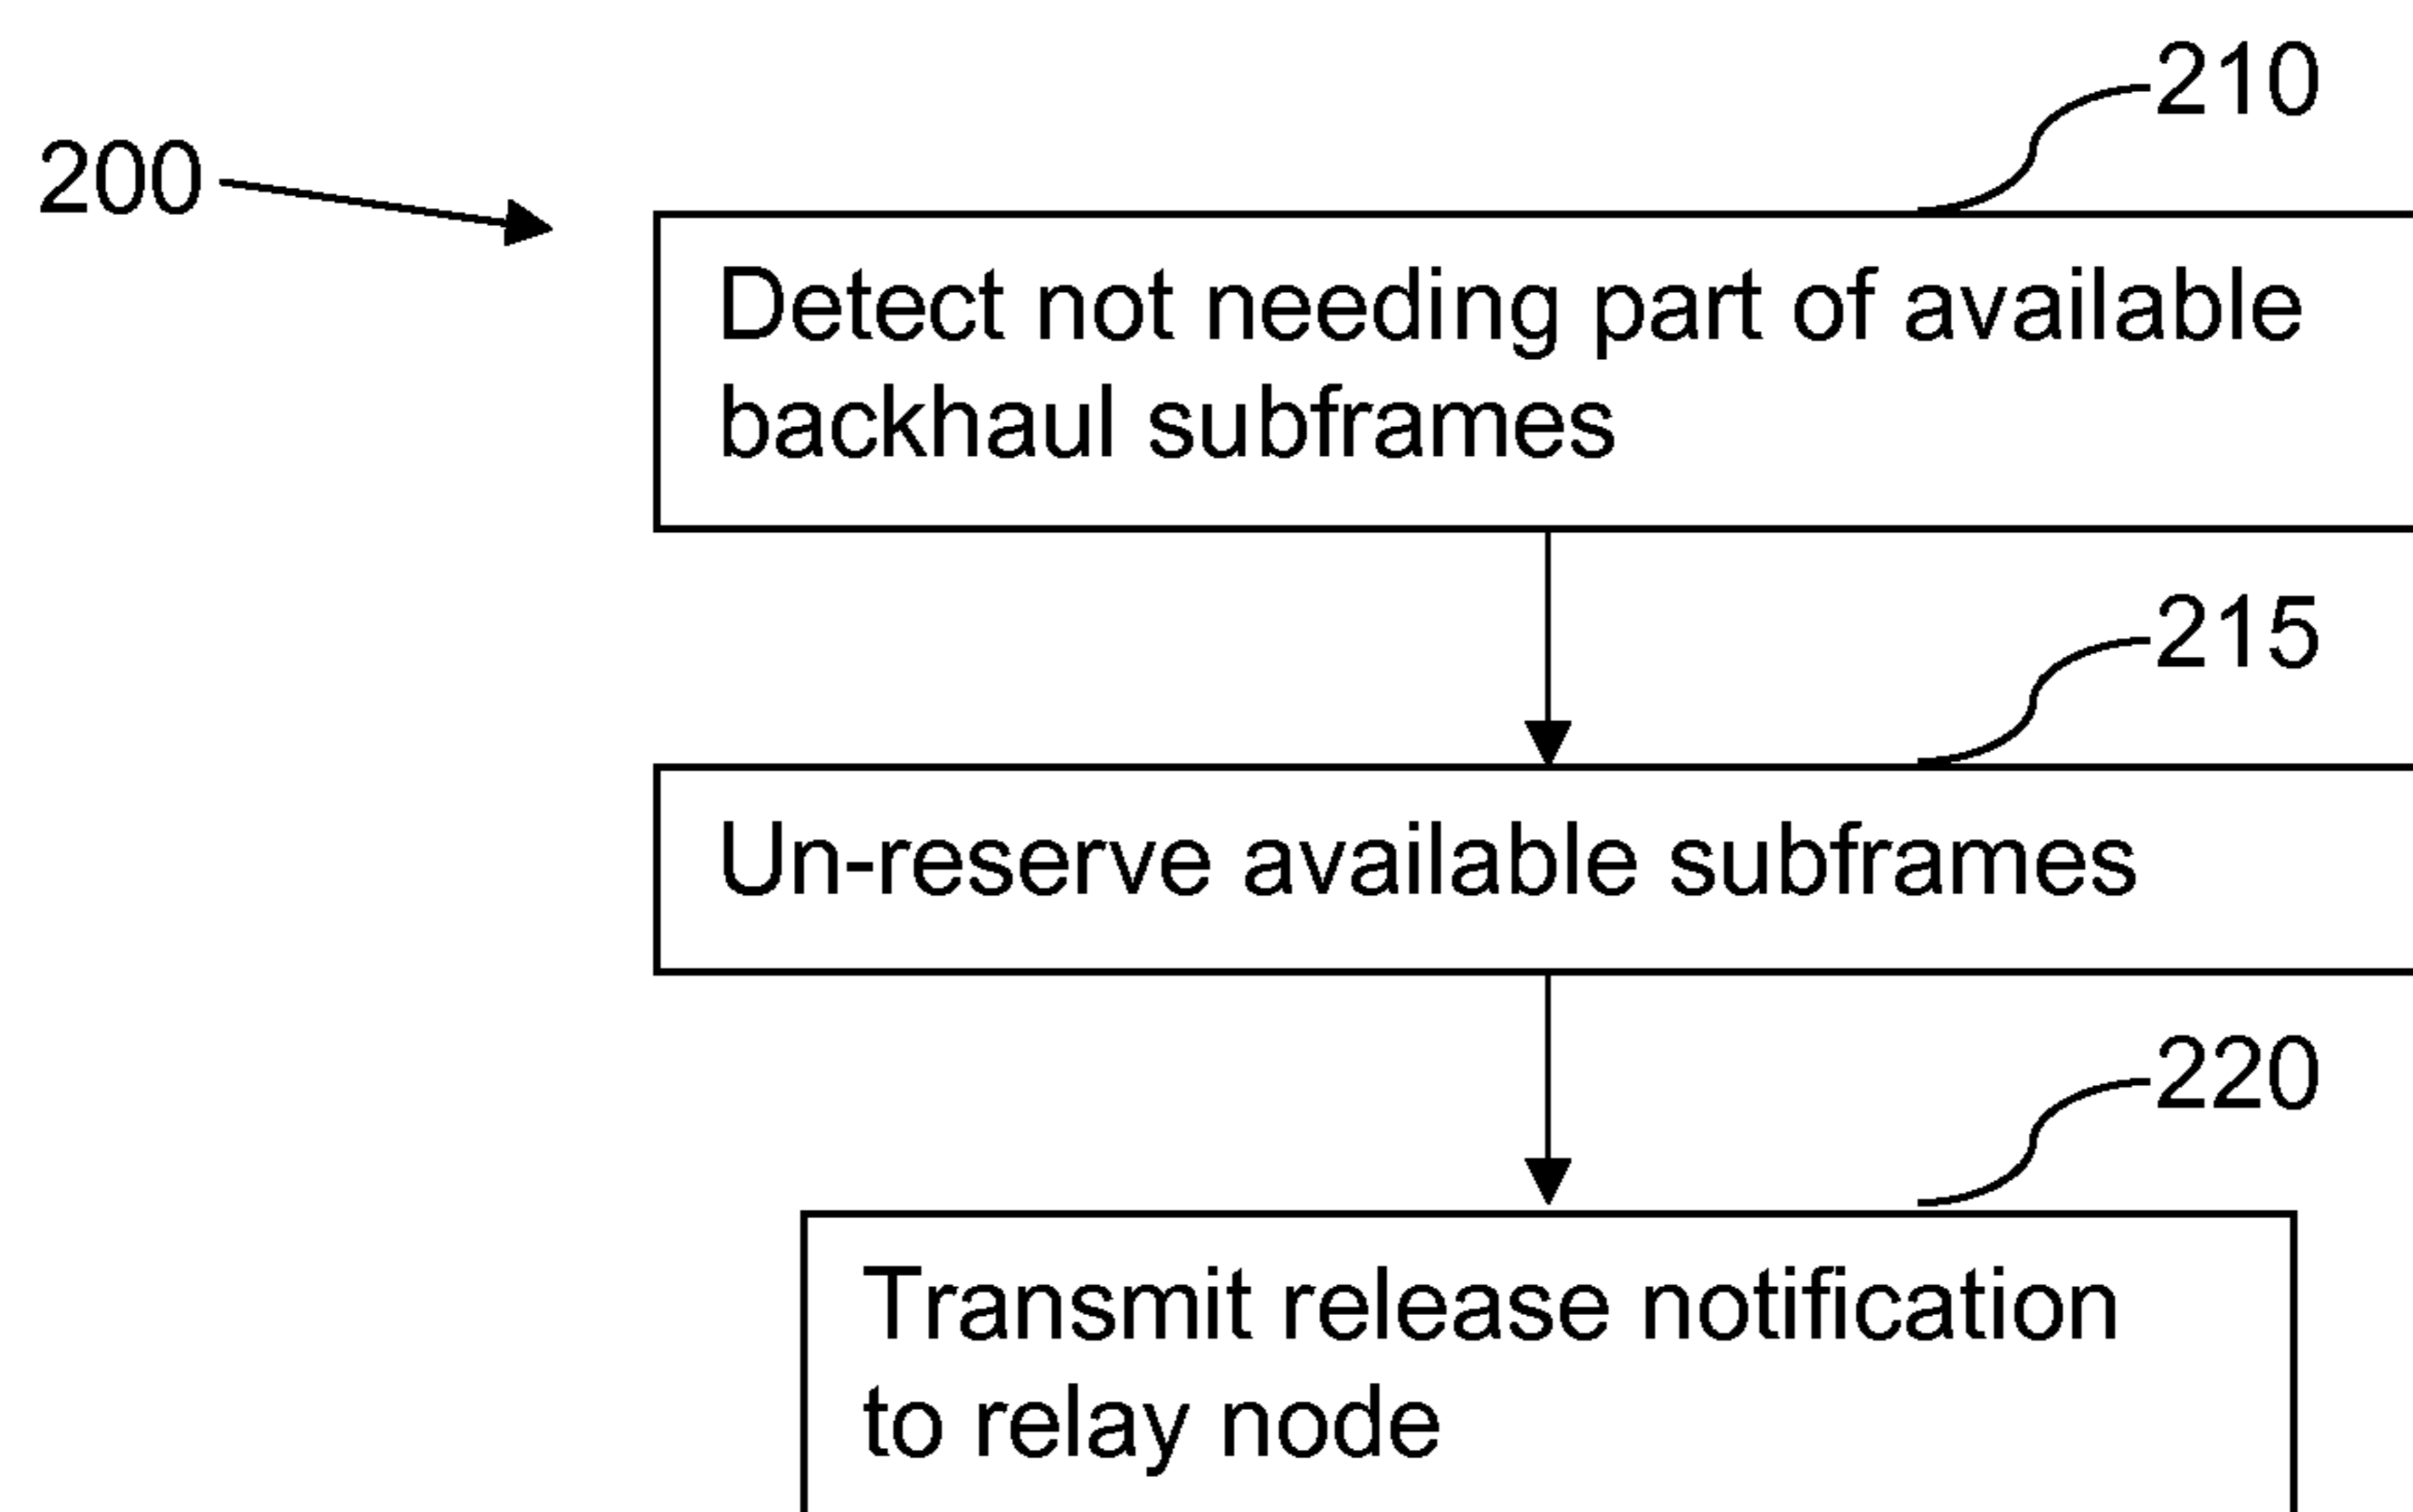 210
200
Detect not needing part of available
backhaul subframes
215
Un-reserve available subframes
220
Transmit release notification
to relay node